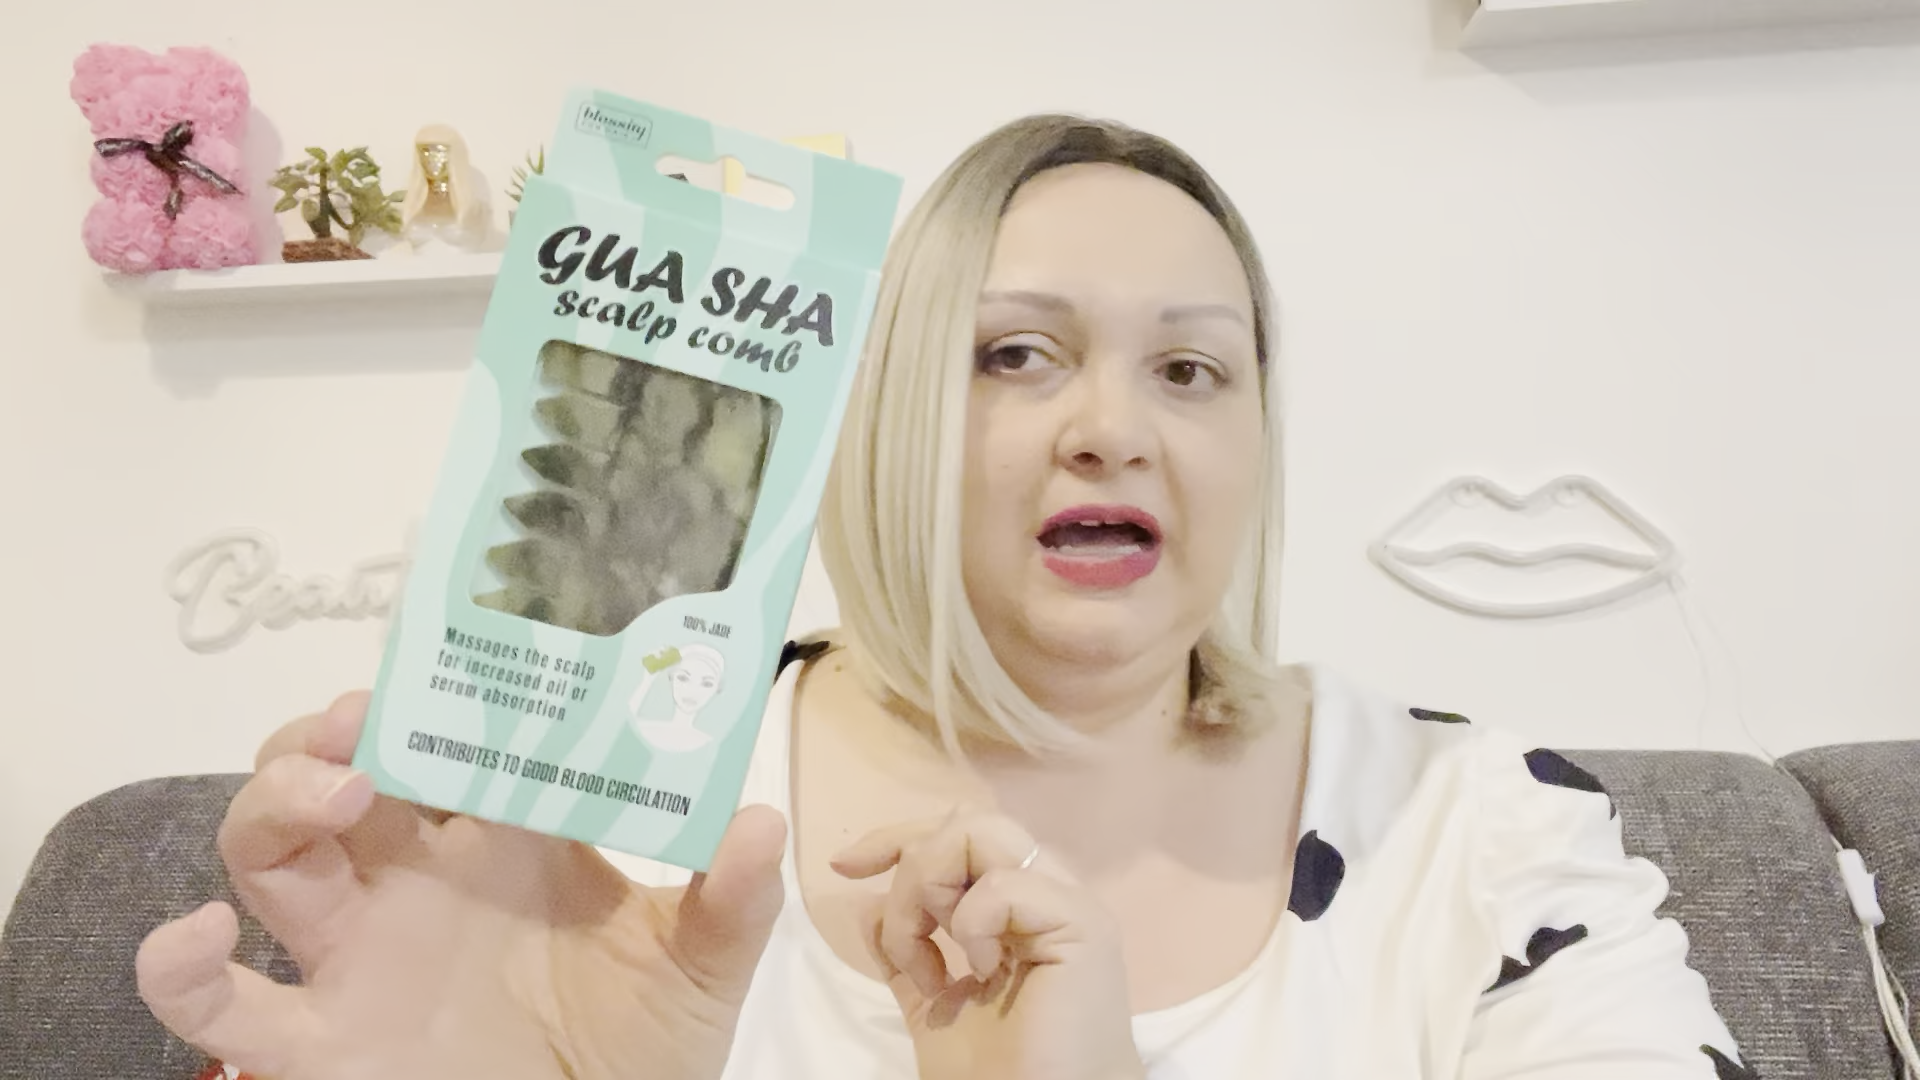 blossily
GUA SHA
scalp comb
100% JADE
Massages the scalp
for increased oil or
serum absorption
CONTRIBUTES TO GOOD BLOOD CIRCULATION